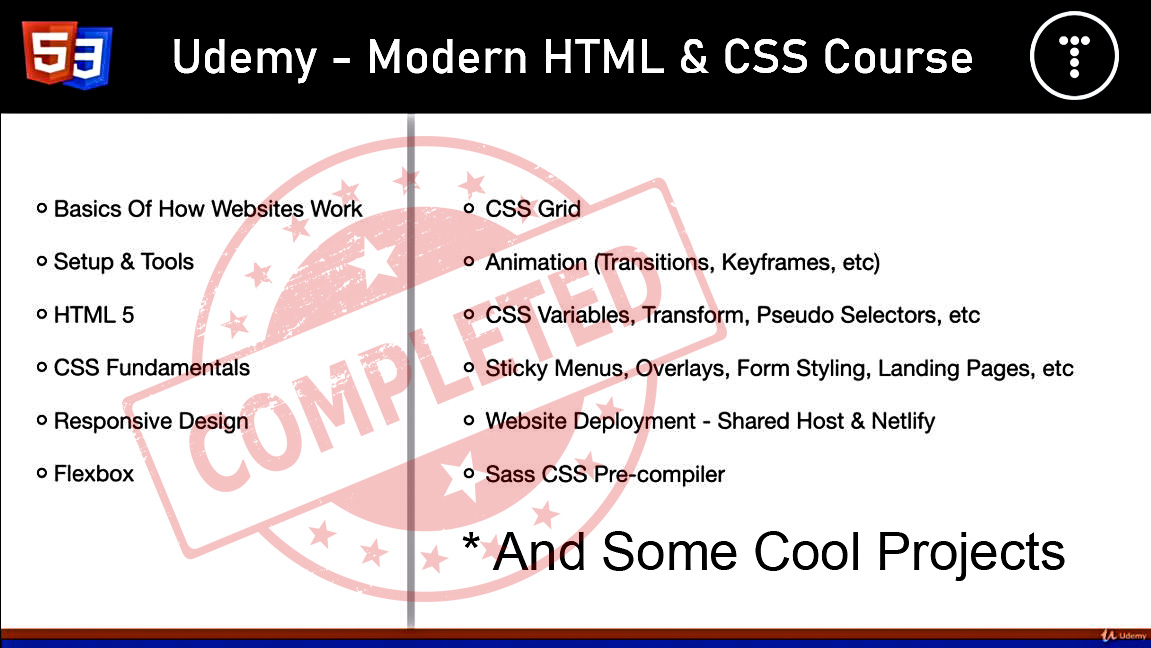 5 3
Udemy - Modern HTML & CSS Course
Basics Of How Websites Work
Setup & Tools
HTML 5
CSS Fundamentals
Responsive Design
Flexbox
CSS Grid
Animation (Transitions, Keyframes, etc)
CSS Variables, Transform, Pseudo Selectors, etc
Sticky Menus, Overlays, Form Styling, Landing Pages, etc
Website Deployment - Shared Host & Netlify
Sass CSS Pre-compiler
* And Some Cool Projects
COMPLETED
Udemy